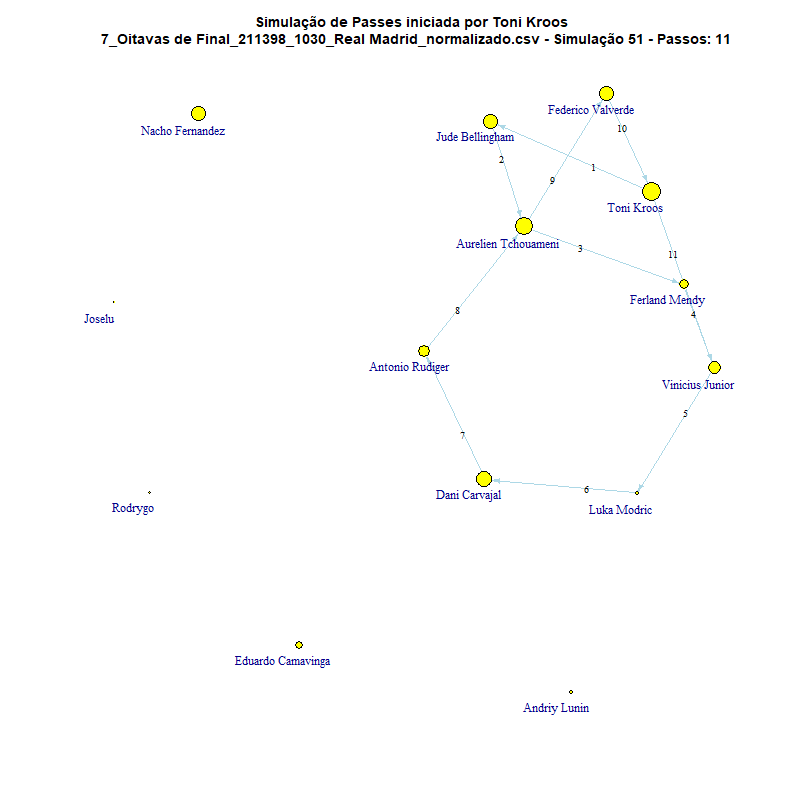 Simulação de Passes iniciada por Toni Kroos
7_Oitavas de Final_211398_1030_Real Madrid_normalizado.csv - Simulação 51 - Passos: 11
Federico Valverde
Nacho Fernandez
Jude Bellingham
10
2
1
9
Toni Kroos
Aurelien Tchouameni
3
11
Ferland Mendy
Joselu
8
4
Antonio Rudiger
Vinicius Junior
5
7
6
Dani Carvajal
Rodrygo
Luka Modric
Eduardo Camavinga
Andriy Lunin